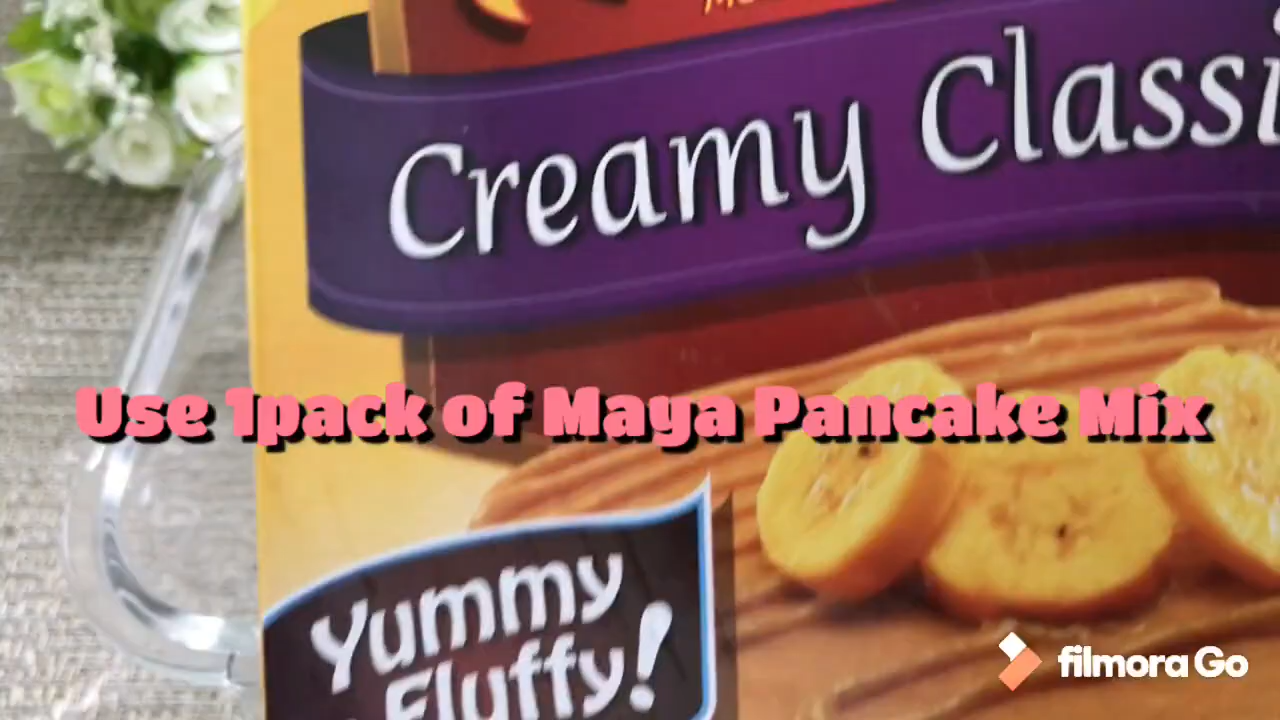 Creamy Classi
Use 1pack of Maya Pancake Mix
Yummy
Fluffy!
filmora Go